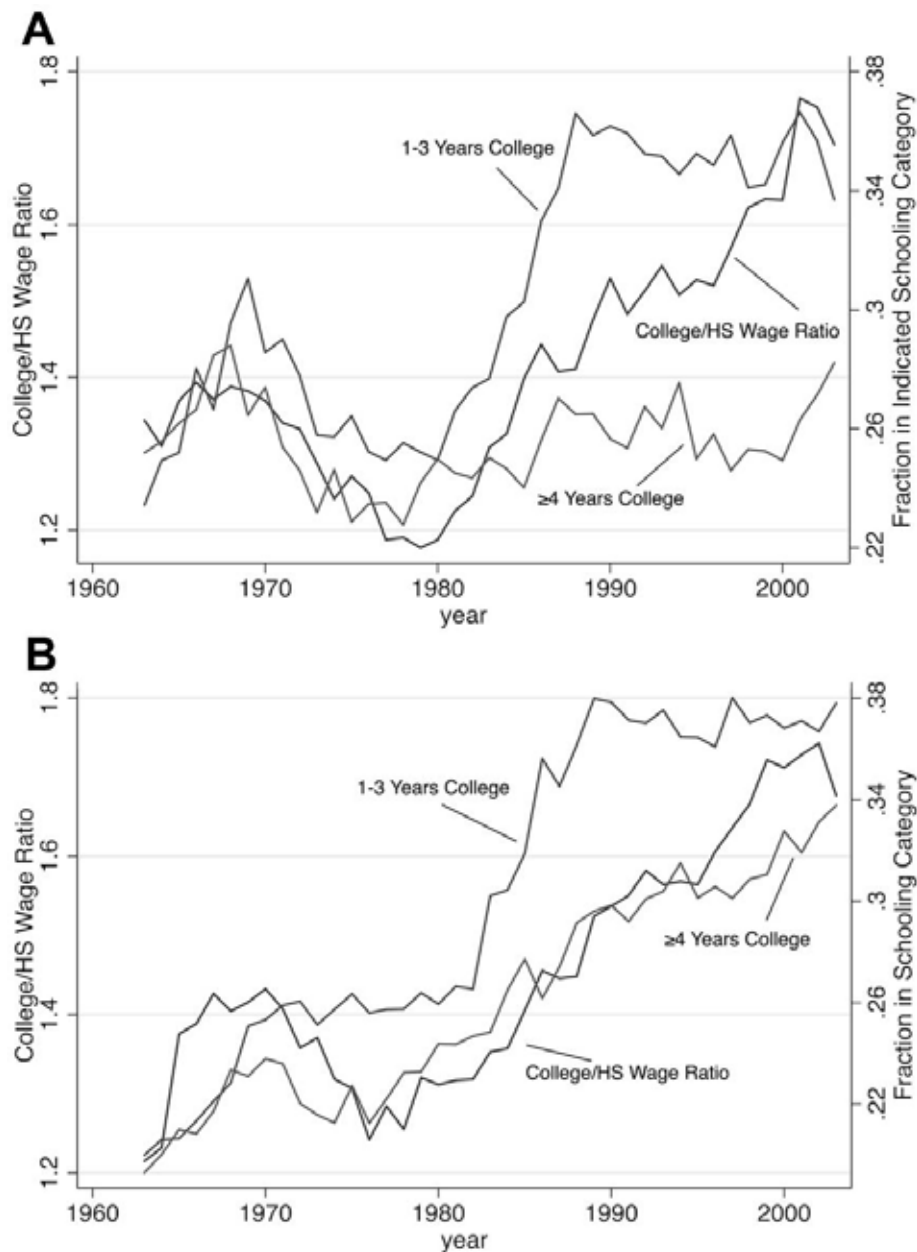 A
College/HS Wage Ratio
1.8
1.6
1.4
1.2
1-3 Years College
College/HS Wage Ratio
≥4 Years College
.38
.34
.3
.26
.22
Fraction in Indicated Schooling Category
1960 1970 1980 1990 2000
year
B
College/HS Wage Ratio
1.8
1.6
1.4
1.2
1-3 Years College
≥4 Years College
College/HS Wage Ratio
.38
.34
.3
.26
.22
Fraction in Schooling Category
1960 1970 1980 1990 2000
year